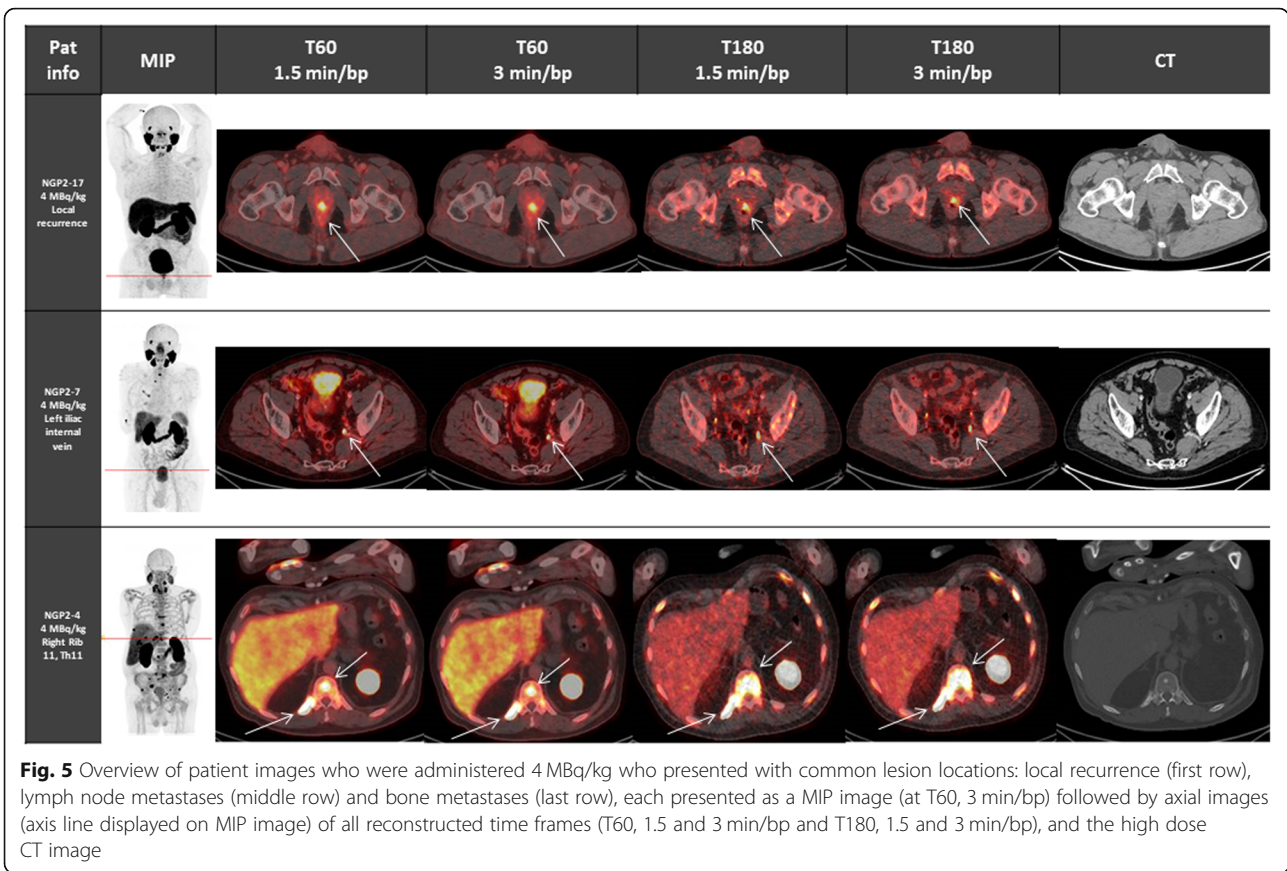 Pat
info
MIP
T60
1.5 min/bp
T60
3 min/bp
T180
1.5 min/bp
T180
3 min/bp
CT
NGP2-17
4 MBq/kg
Local
recurrence
NGP2-7
4 MBq/kg
Left iliac
internal
vein
NGP2-4
4 MBq/kg
Right Rib
11, Th11
Fig. 5 Overview of patient images who were administered 4 MBq/kg who presented with common lesion locations: local recurrence (first row),
lymph node metastases (middle row) and bone metastases (last row), each presented as a MIP image (at T60, 3 min/bp) followed by axial images
(axis line displayed on MIP image) of all reconstructed time frames (T60, 1.5 and 3 min/bp and T180, 1.5 and 3 min/bp), and the high dose
CT image